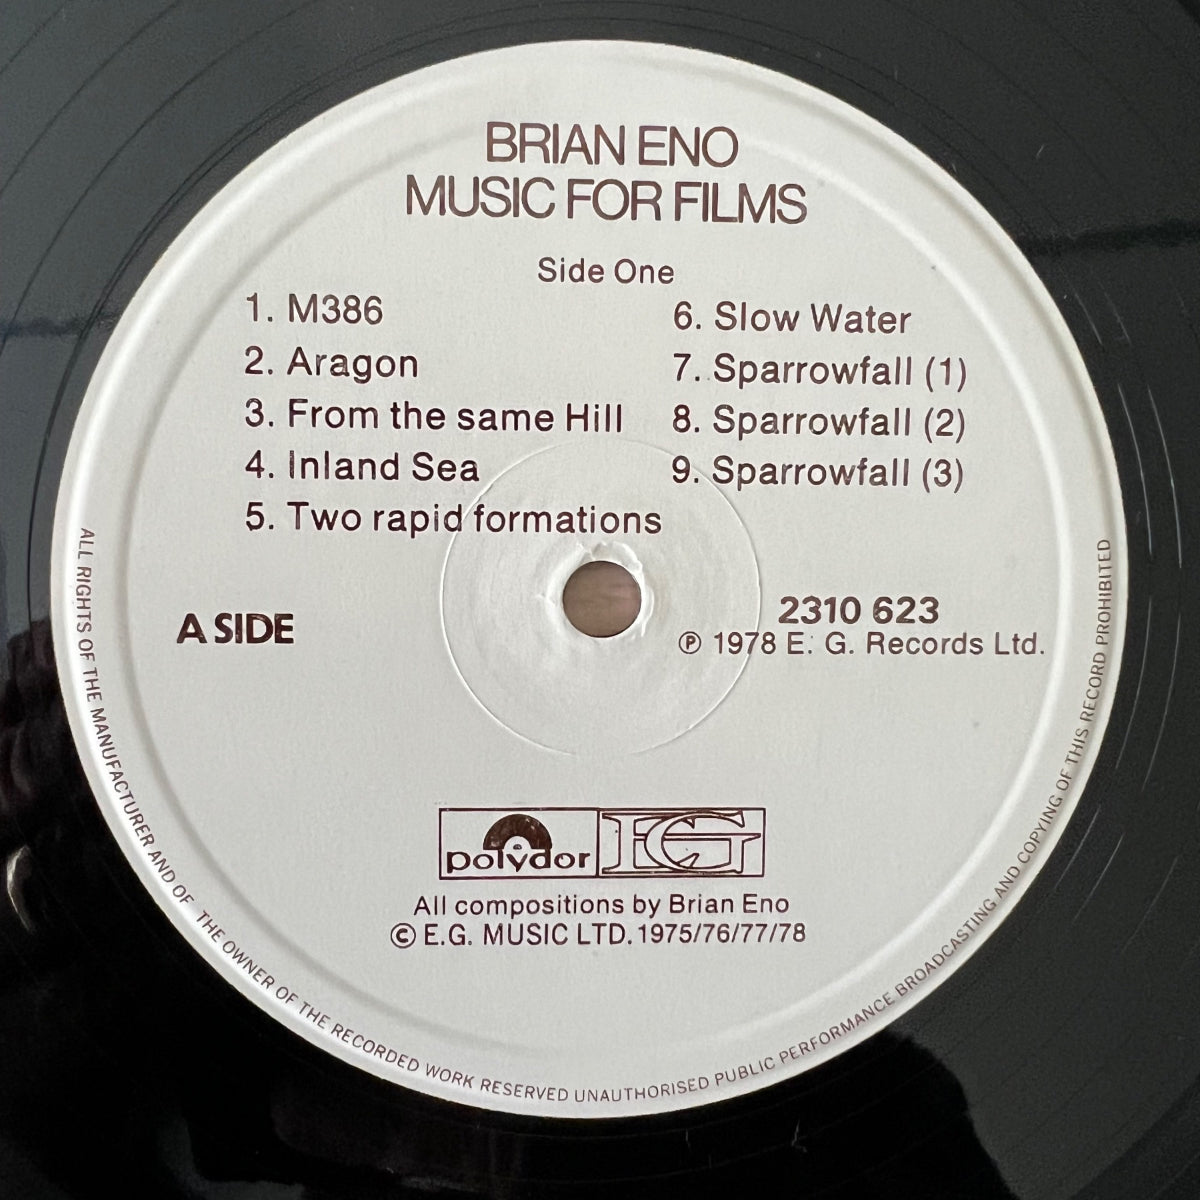 BRIAN ENO
MUSIC FOR FILMS
Side One
1. M386
2. Aragon
3. From the same Hill
4. Inland Sea
5. Two rapid formations
6. Slow Water
7. Sparrowfall (1)
8. Sparrowfall (2)
9. Sparrowfall (3)
A SIDE
2310 623
Ⓟ 1978 E. G. Records Ltd.
polydor EG
All compositions by Brian Eno
© E.G. MUSIC LTD. 1975/76/77/78
ALL RIGHTS OF THE MANUFACTURER AND OF THE OWNER OF THE RECORDED WORK RESERVED UNAUTHORISED PUBLIC PERFORMANCE BROADCASTING AND COPYING OF THIS RECORD PROHIBITED